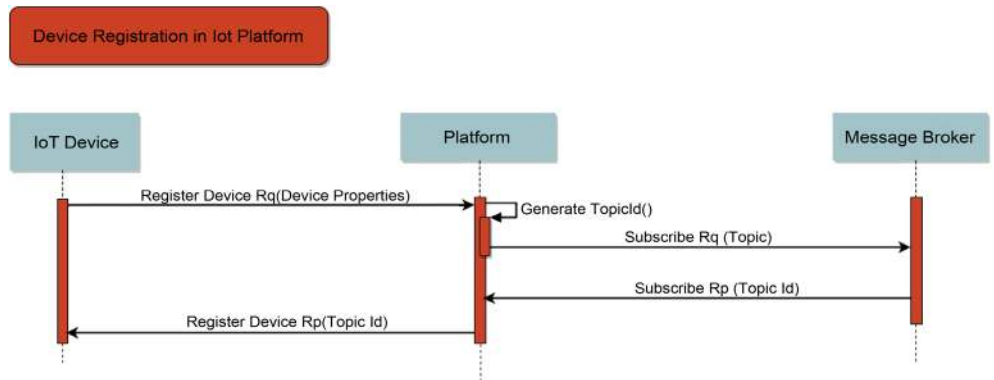 Device Registration in Iot Platform
IoT Device
Platform
Message Broker
Register Device Rq(Device Properties)
Generate TopicId()
Subscribe Rq (Topic)
Subscribe Rp (Topic Id)
Register Device Rp(Topic Id)